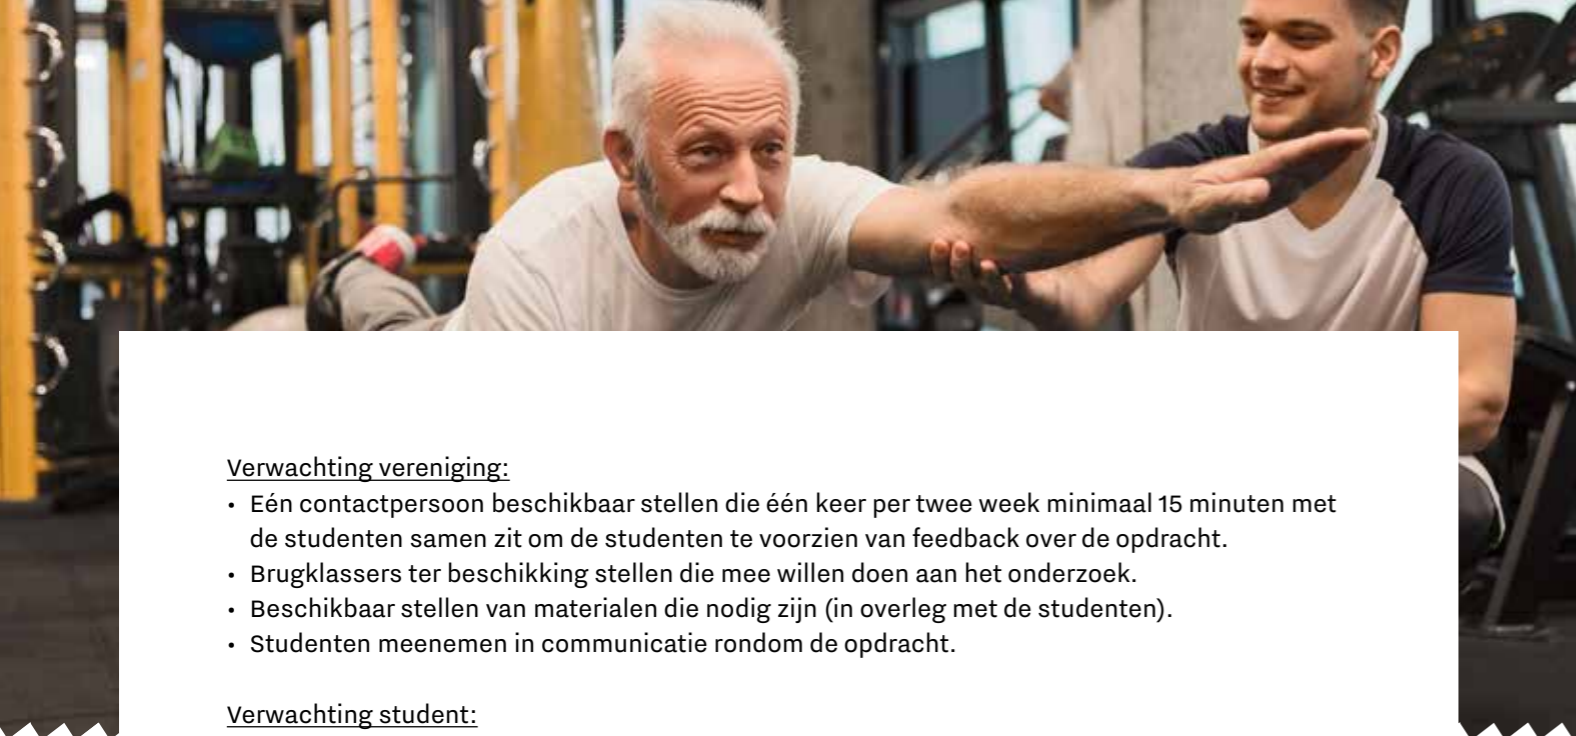 Verwachting vereniging:
• Eén contactpersoon beschikbaar stellen die één keer per twee week minimaal 15 minuten met
de studenten samen zit om de studenten te voorzien van feedback over de opdracht.
• Brugklassers ter beschikking stellen die mee willen doen aan het onderzoek.
• Beschikbaar stellen van materialen die nodig zijn (in overleg met de studenten).
• Studenten meenemen in communicatie rondom de opdracht.
Verwachting student: